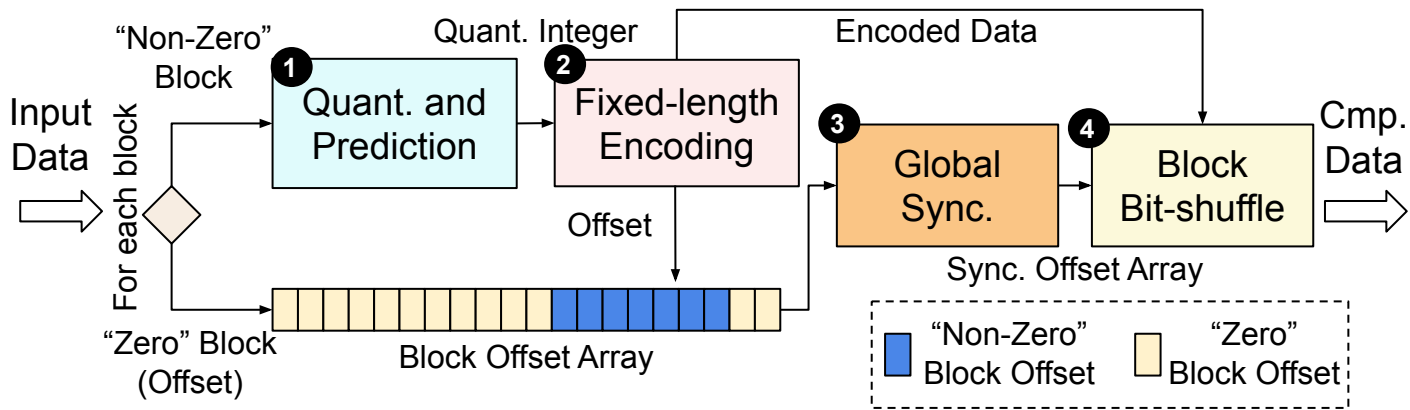 “Non-Zero”
Block
Quant. Integer
Encoded Data
Input
Data
For each block
1
Quant. and
Prediction
2
Fixed-length
Encoding
3
Global
Sync.
4
Block
Bit-shuffle
Cmp.
Data
Offset
Sync. Offset Array
“Zero” Block
(Offset)
Block Offset Array
“Non-Zero”
Block Offset
“Zero”
Block Offset